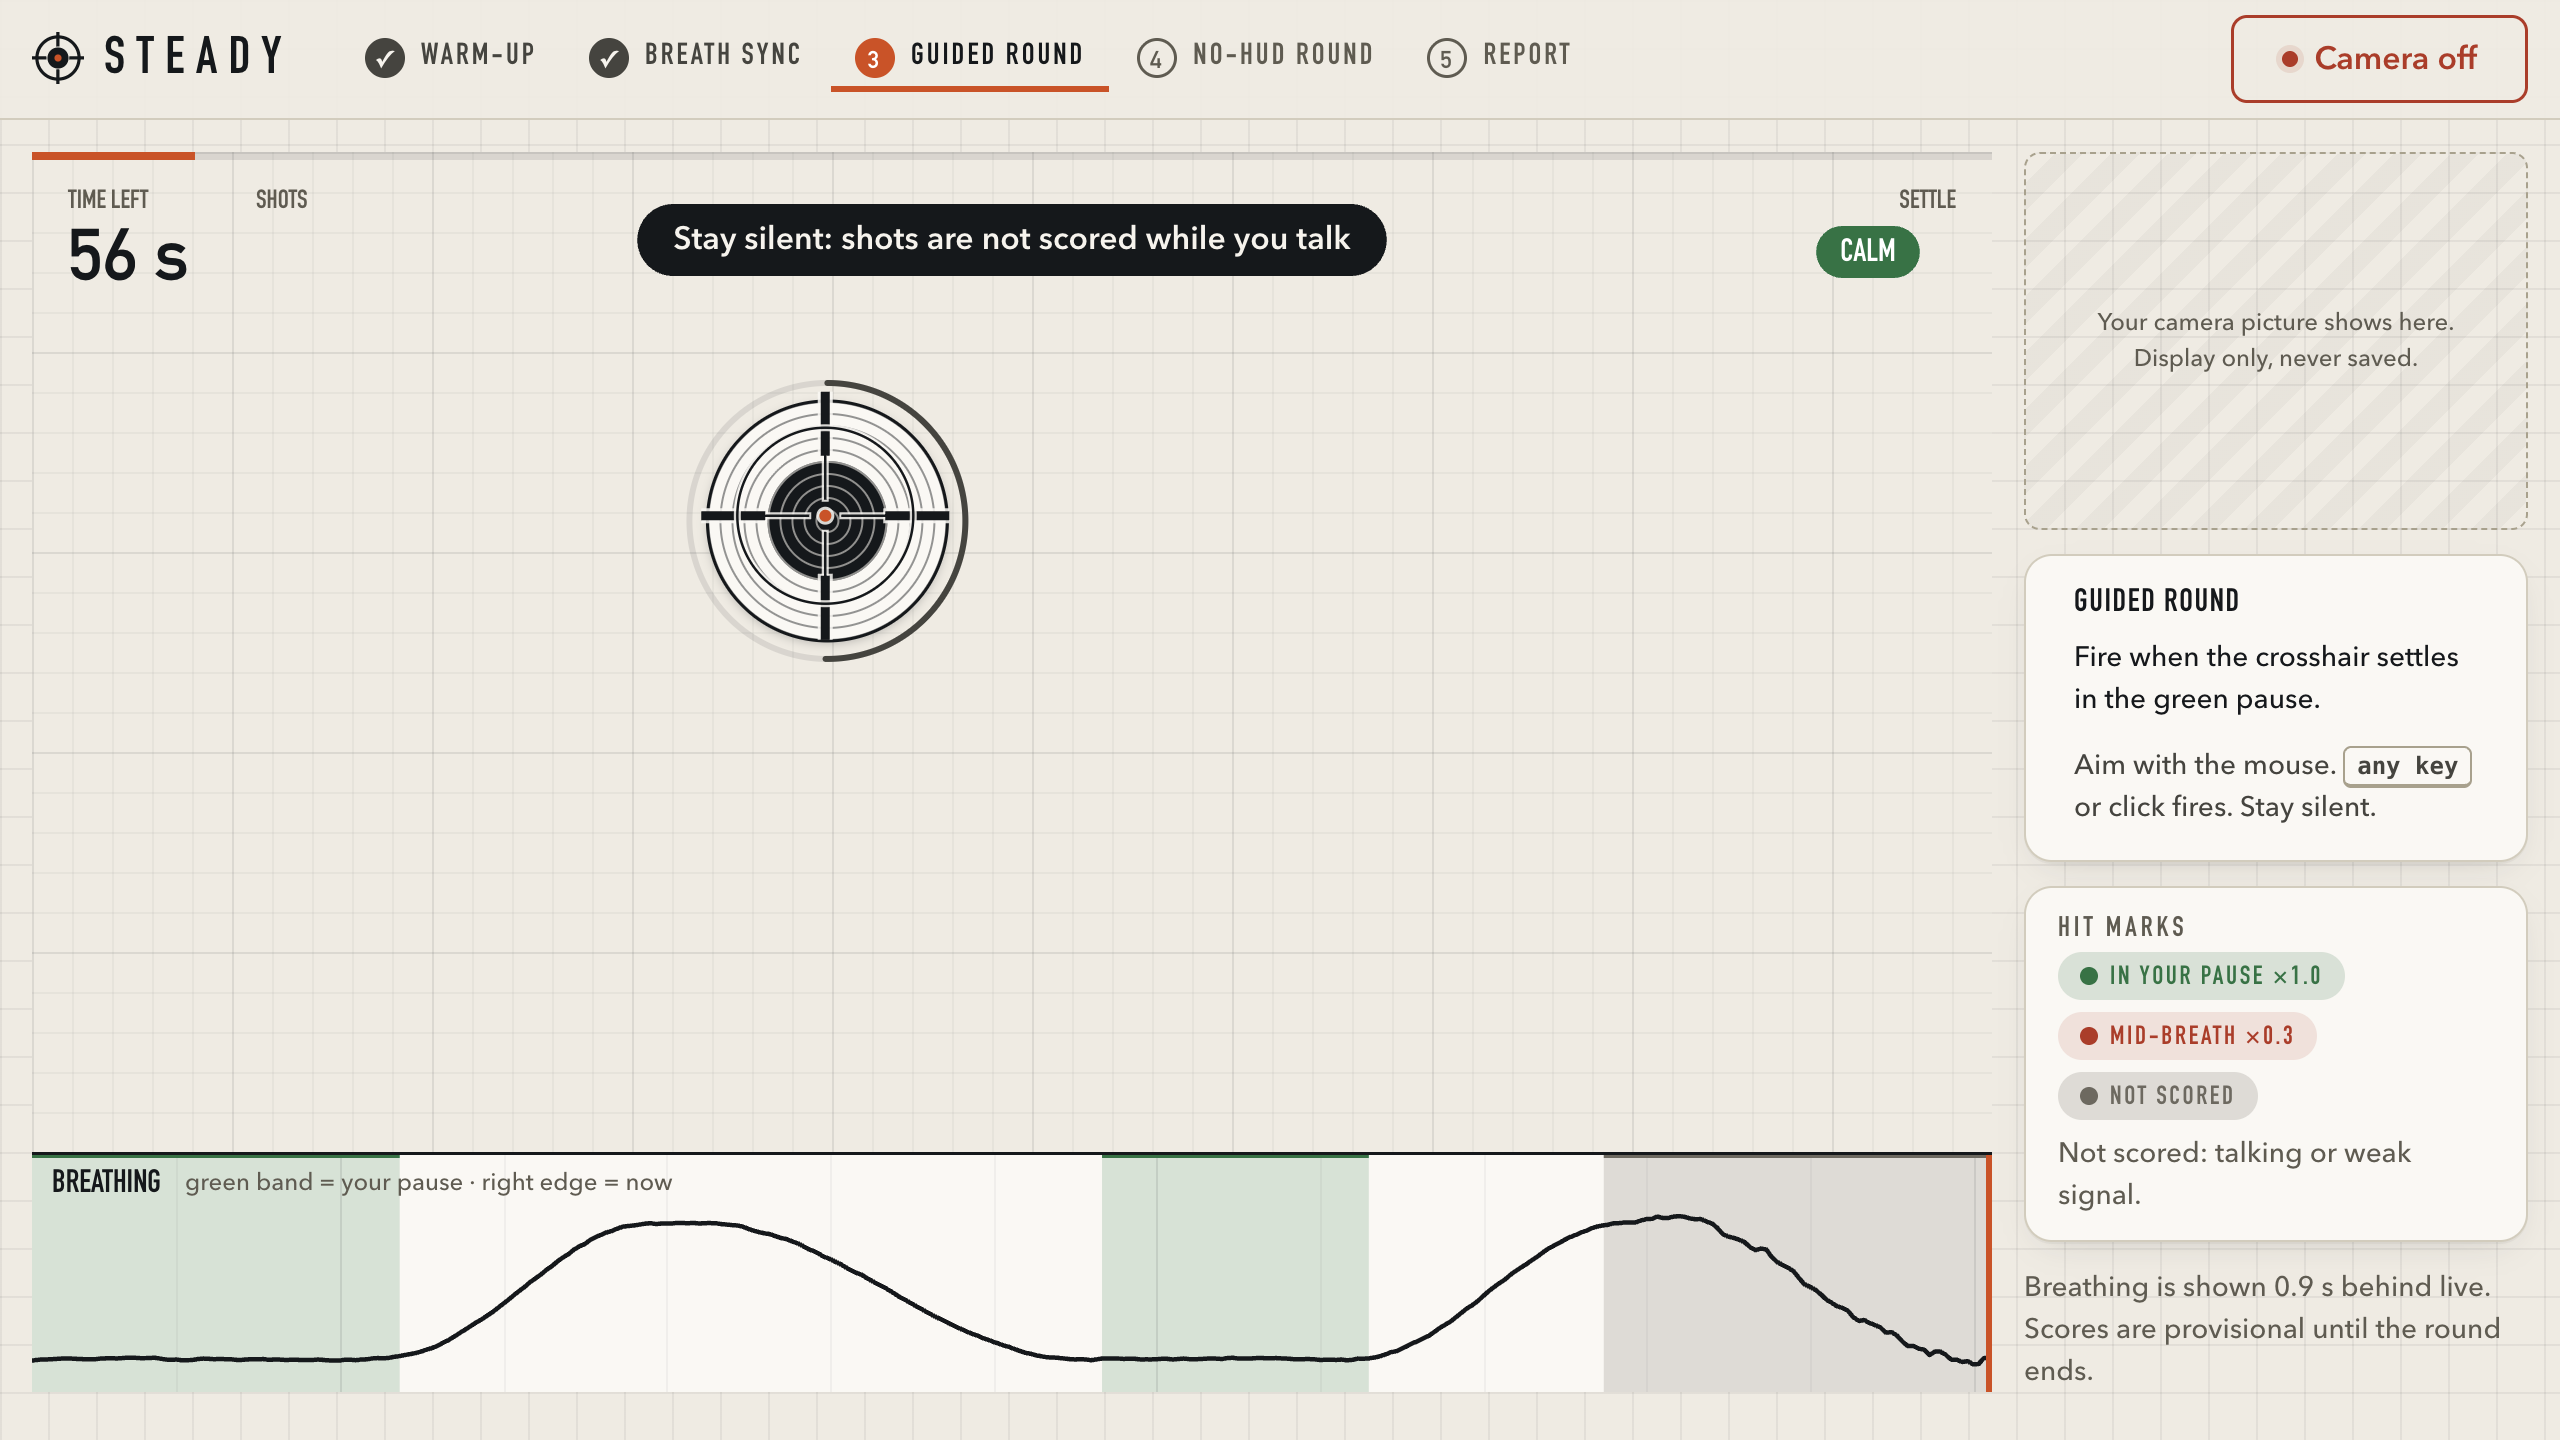 STEADY
WARM-UP
BREATH SYNC
3 GUIDED ROUND
4 NO-HUD ROUND
5 REPORT
Camera off
TIME LEFT
56 s
SHOTS
Stay silent: shots are not scored while you talk
SETTLE
CALM
Your camera picture shows here.
Display only, never saved.
GUIDED ROUND
Fire when the crosshair settles
in the green pause.
Aim with the mouse. any key
or click fires. Stay silent.
HIT MARKS
IN YOUR PAUSE ×1.0
MID-BREATH ×0.3
NOT SCORED
Not scored: talking or weak
signal.
BREATHING green band = your pause · right edge = now
Breathing is shown 0.9 s behind live.
Scores are provisional until the round
ends.